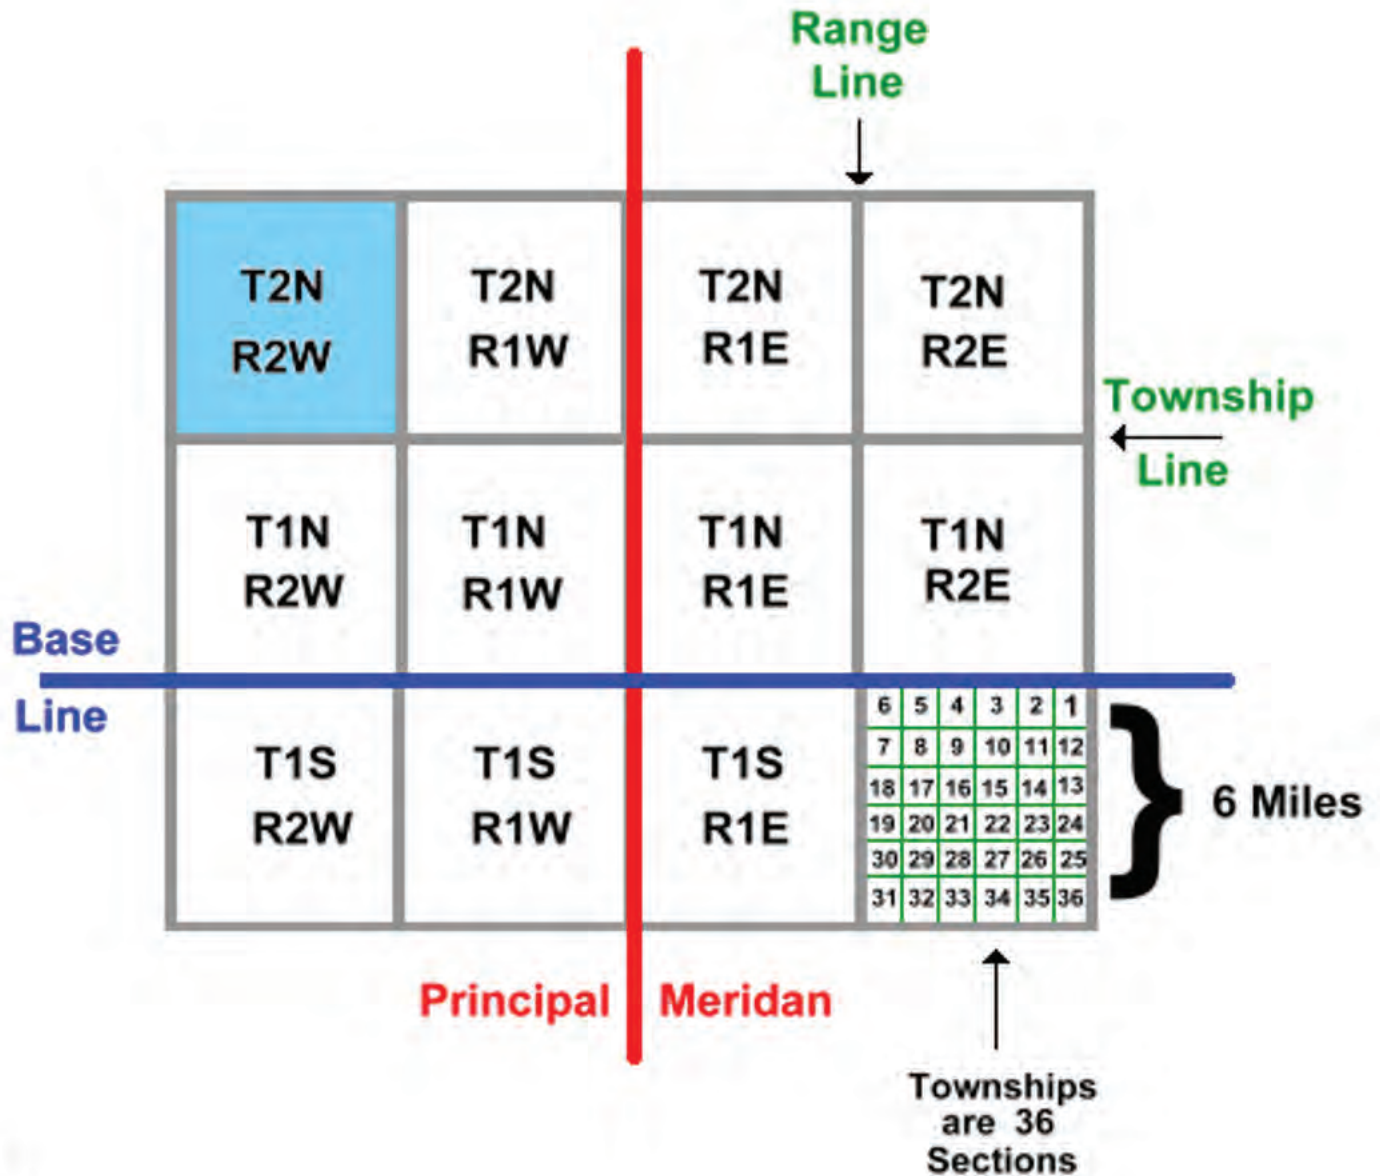 Range
Line
T2N
R2W
T2N
R1W
T2N
R1E
T2N
R2E
Township
Line
T1N
R2W
T1N
R1W
T1N
R1E
T1N
R2E
Base
Line
T1S
R2W
T1S
R1W
T1S
R1E
6 5 4 3 2 1
7 8 9 10 11 12
18 17 16 15 14 13
19 20 21 22 23 24
30 29 28 27 26 25
31 32 33 34 35 36
} 6 Miles
Principal Meridan
Townships
are 36
Sections